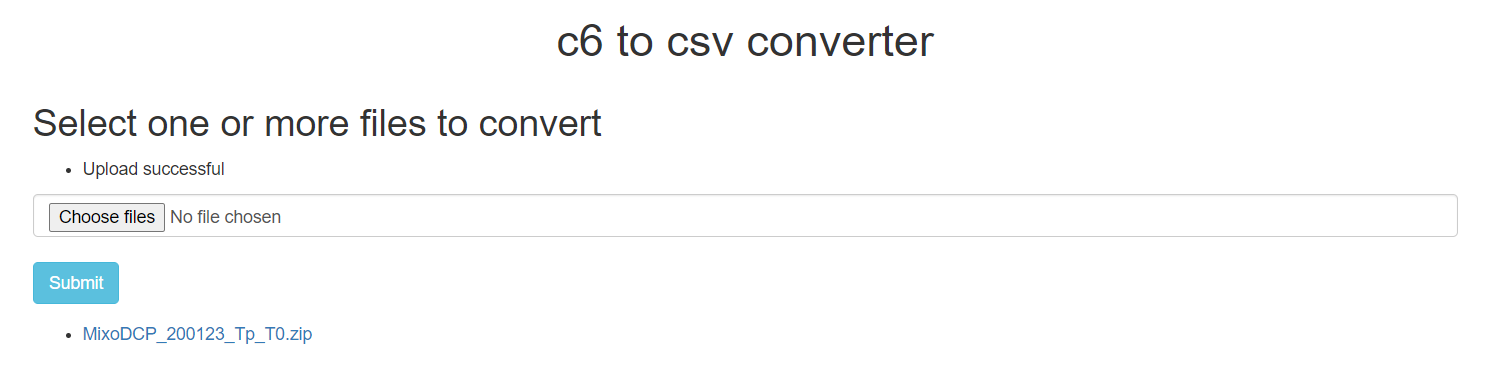 c6 to csv converter
Select one or more files to convert
Upload successful
Choose files No file chosen
Submit
MixoDCP_200123_Tp_T0.zip